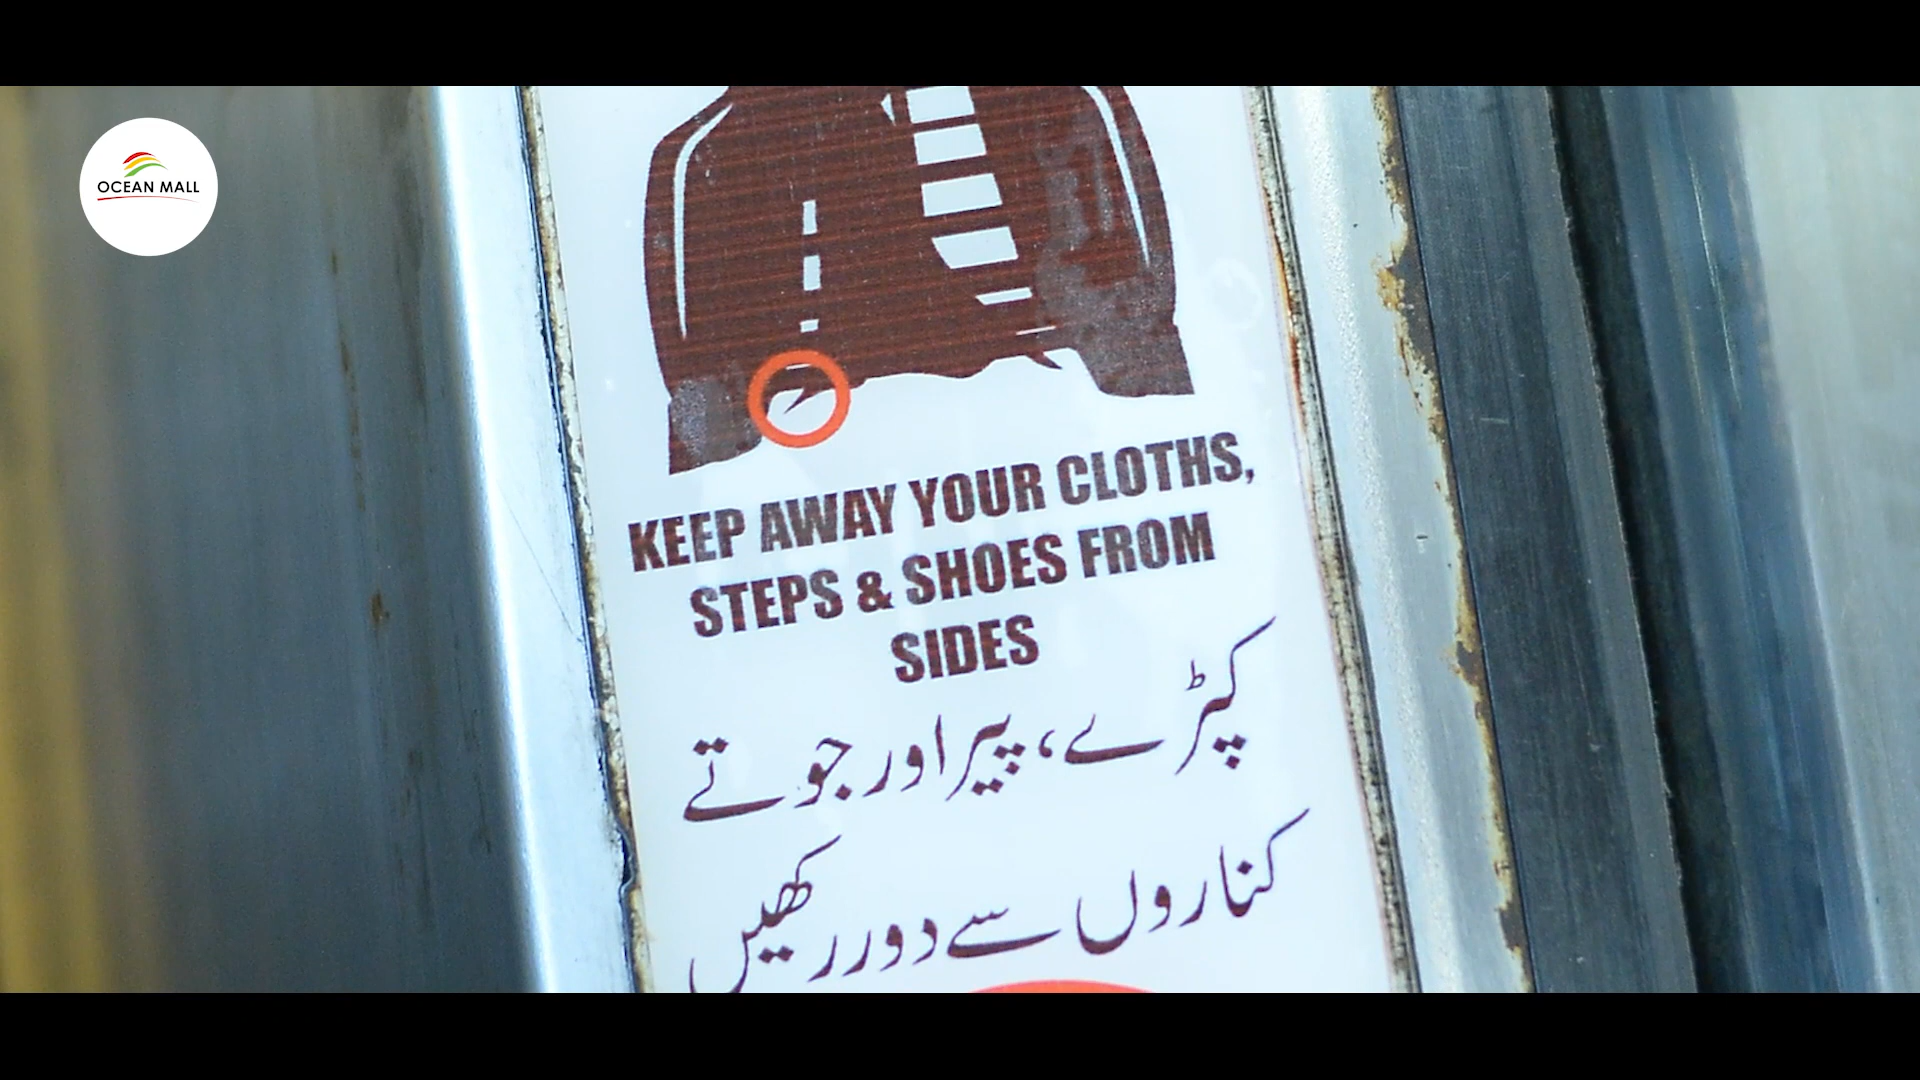 OCEAN MALL
KEEP AWAY YOUR CLOTHS,
STEPS & SHOES FROM
SIDES
کپڑے، پیر اور جوتے
کناروں سے دور رکھیں